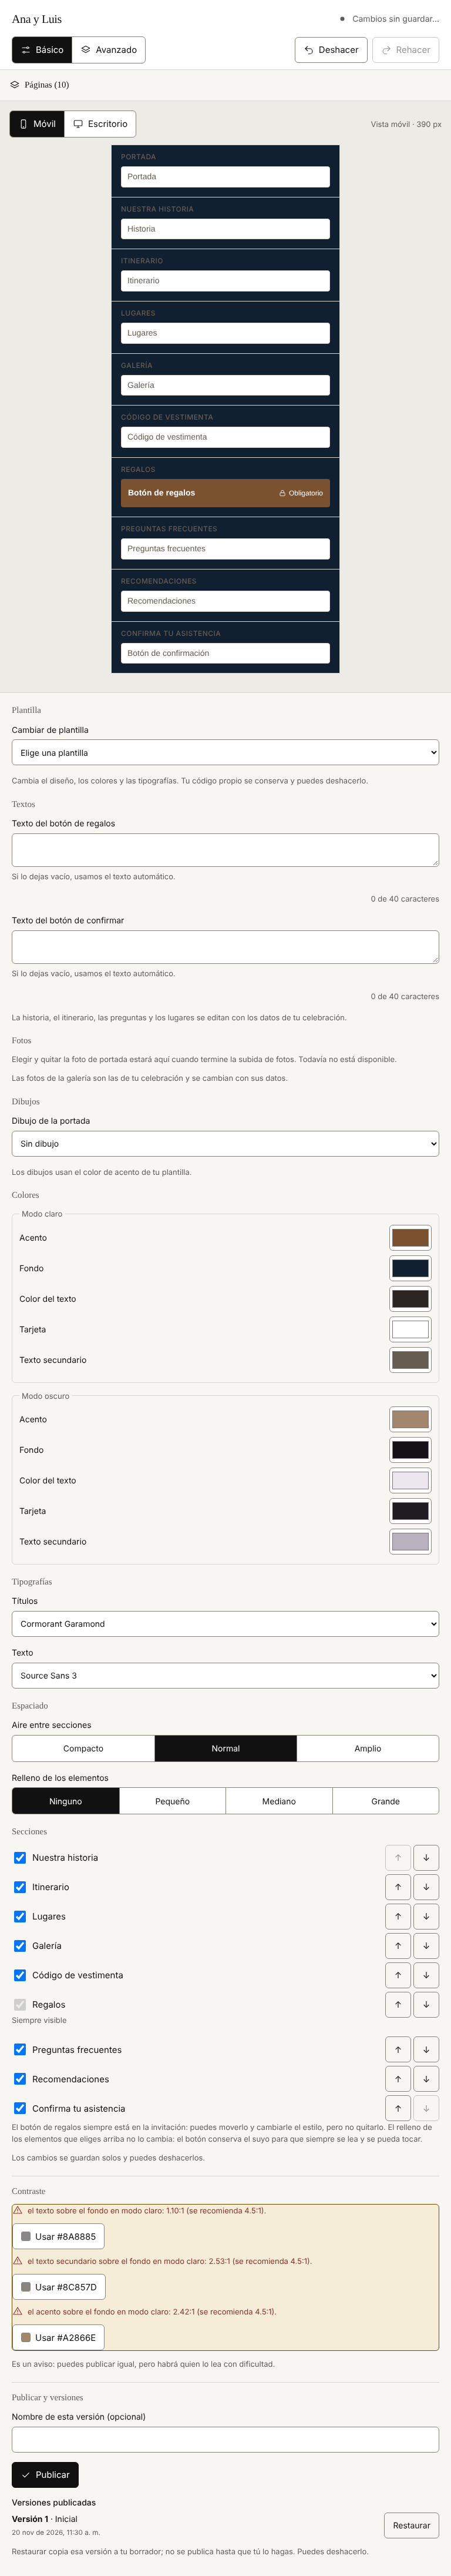 Ana y Luis
Cambios sin guardar...
Básico
Avanzado
Deshacer
Rehacer
Páginas (10)
Móvil
Escritorio
Vista móvil · 390 px
PORTADA
Portada
NUESTRA HISTORIA
Historia
ITINERARIO
Itinerario
LUGARES
Lugares
GALERÍA
Galería
CÓDIGO DE VESTIMENTA
Código de vestimenta
REGALOS
Botón de regalos
Obligatorio
PREGUNTAS FRECUENTES
Preguntas frecuentes
RECOMENDACIONES
Recomendaciones
CONFIRMA TU ASISTENCIA
Botón de confirmación
Plantilla
Cambiar de plantilla
Elige una plantilla
Cambia el diseño, los colores y las tipografías. Tu código propio se conserva y puedes deshacerlo.
Textos
Texto del botón de regalos
Si lo dejas vacío, usamos el texto automático.
0 de 40 caracteres
Texto del botón de confirmar
Si lo dejas vacío, usamos el texto automático.
0 de 40 caracteres
La historia, el itinerario, las preguntas y los lugares se editan con los datos de tu celebración.
Fotos
Elegir y quitar la foto de portada estará aquí cuando termine la subida de fotos. Todavía no está disponible.
Las fotos de la galería son las de tu celebración y se cambian con sus datos.
Dibujos
Dibujo de la portada
Sin dibujo
Los dibujos usan el color de acento de tu plantilla.
Colores
Modo claro
Acento
Fondo
Color del texto
Tarjeta
Texto secundario
Modo oscuro
Acento
Fondo
Color del texto
Tarjeta
Texto secundario
Tipografías
Títulos
Cormorant Garamond
Texto
Source Sans 3
Espaciado
Aire entre secciones
Compacto
Normal
Amplio
Relleno de los elementos
Ninguno
Pequeño
Mediano
Grande
Secciones
Nuestra historia
Itinerario
Lugares
Galería
Código de vestimenta
Regalos
Siempre visible
Preguntas frecuentes
Recomendaciones
Confirma tu asistencia
El botón de regalos siempre está en la invitación: puedes moverlo y cambiarle el estilo, pero no quitarlo. El relleno de
los elementos que eliges arriba no lo cambia: el botón conserva el suyo para que siempre se lea y se pueda tocar.
Los cambios se guardan solos y puedes deshacerlos.
Contraste
el texto sobre el fondo en modo claro: 1.10:1 (se recomienda 4.5:1).
Usar #8A8885
el texto secundario sobre el fondo en modo claro: 2.53:1 (se recomienda 4.5:1).
Usar #8C857D
el acento sobre el fondo en modo claro: 2.42:1 (se recomienda 4.5:1).
Usar #A2866E
Es un aviso: puedes publicar igual, pero habrá quien lo lea con dificultad.
Publicar y versiones
Nombre de esta versión (opcional)
Publicar
Versiones publicadas
Versión 1 · Inicial
20 nov de 2026, 11:30 a. m.
Restaurar
Restaurar copia esa versión a tu borrador; no se publica hasta que tú lo hagas. Puedes deshacerlo.